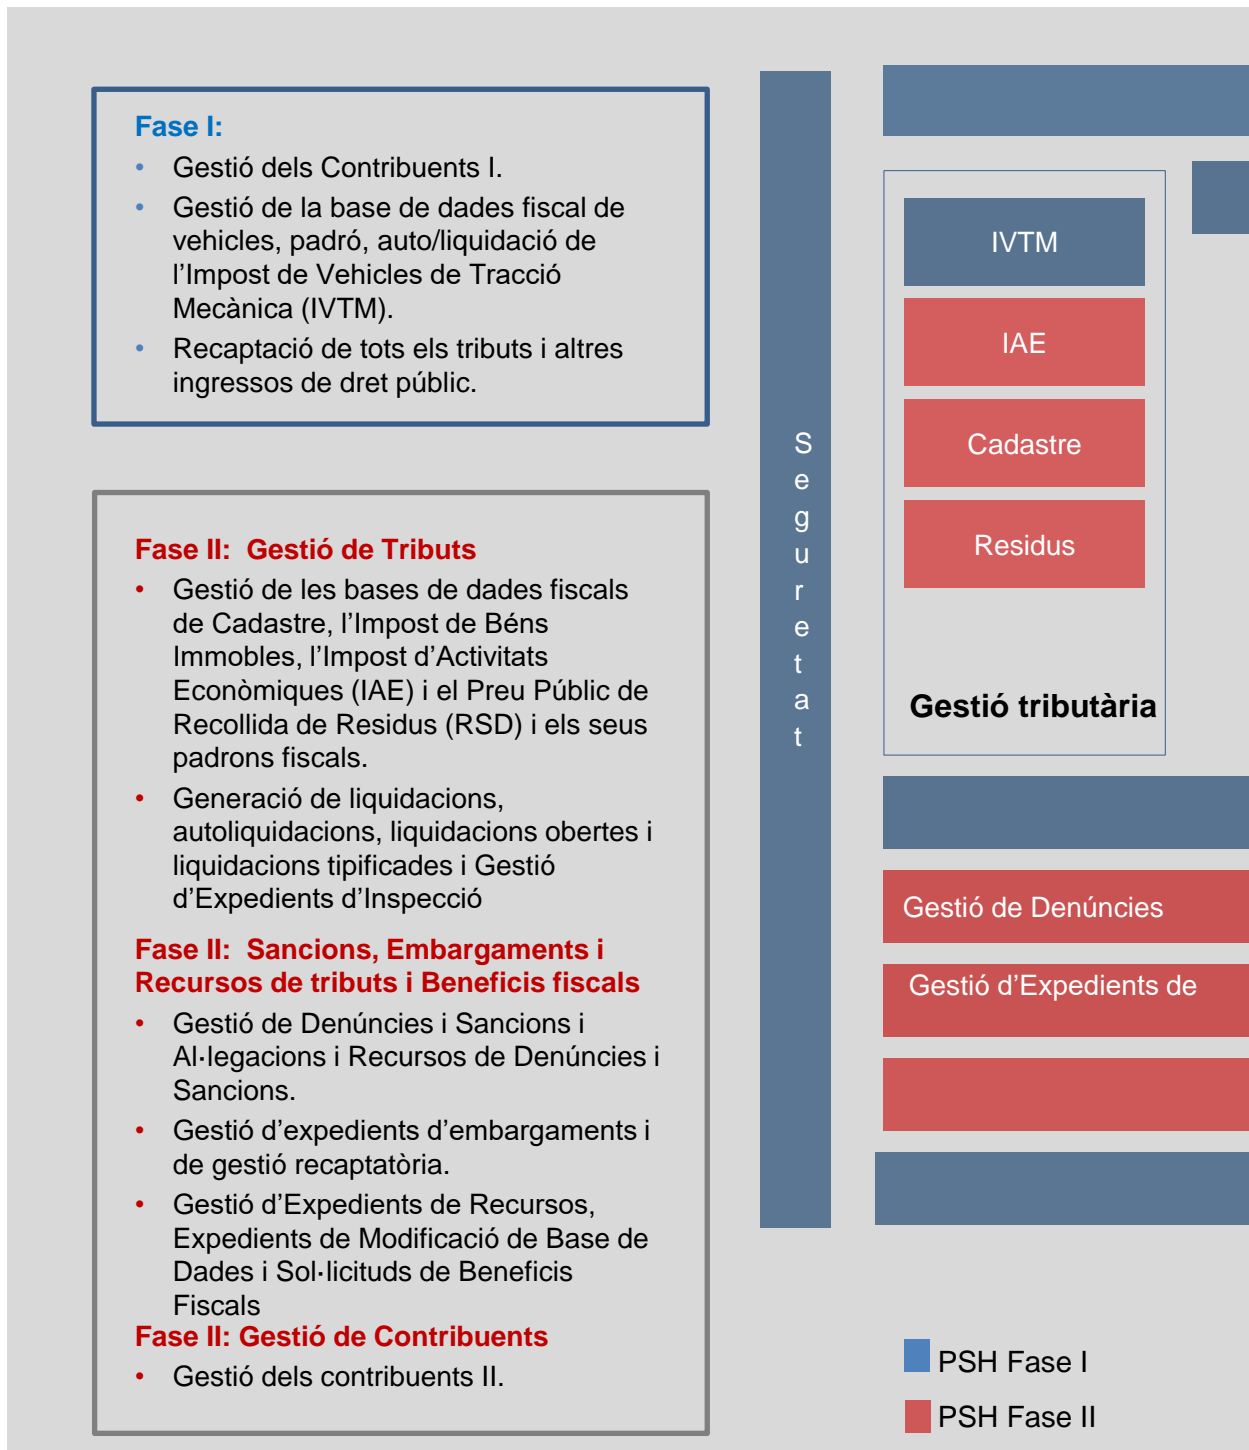 Fase I:
• Gestió dels Contribuents I.
• Gestió de la base de dades fiscal de
vehicles, padró, auto/liquidació de
l’Impost de Vehicles de Tracció
Mecànica (IVTM).
• Recaptació de tots els tributs i altres
ingressos de dret públic.
Fase II: Gestió de Tributs
• Gestió de les bases de dades fiscals
de Cadastre, l’Impost de Béns
Immobles, l’Impost d’Activitats
Econòmiques (IAE) i el Preu Públic de
Recollida de Residus (RSD) i els seus
padrons fiscals.
• Generació de liquidacions,
autoliquidacions, liquidacions obertes i
liquidacions tipificades i Gestió
d’Expedients d’Inspecció
Fase II: Sancions, Embargaments i
Recursos de tributs i Beneficis fiscals
• Gestió de Denúncies i Sancions i
Al·legacions i Recursos de Denúncies i
Sancions.
• Gestió d’expedients d’embargaments i
de gestió recaptatòria.
• Gestió d’Expedients de Recursos,
Expedients de Modificació de Base de
Dades i Sol·licituds de Beneficis
Fiscals
Fase II: Gestió de Contribuents
• Gestió dels contribuents II.
S
e
g
u
r
e
t
a
t
IVTM
IAE
Cadastre
Residus
Gestió tributària
Gestió de Denúncies
Gestió d’Expedients de
PSH Fase I
PSH Fase II